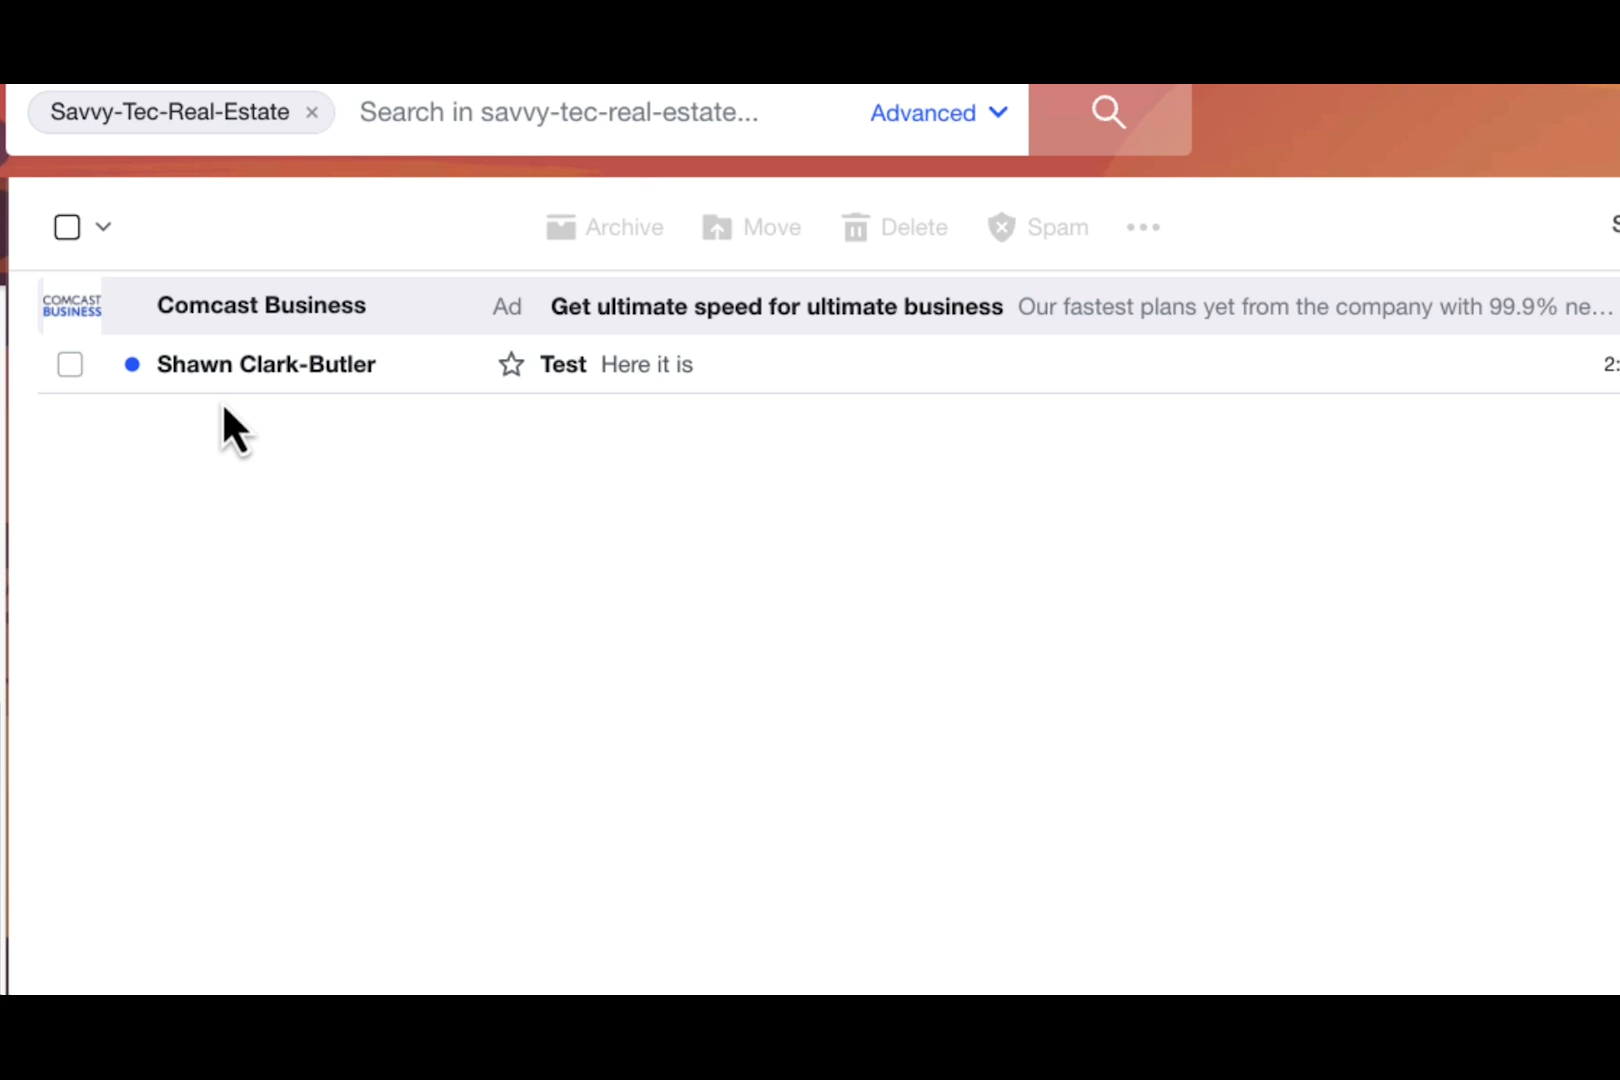 Savvy-Tec-Real-Estate × Search in savvy-tec-real-estate... Advanced
Archive Move Delete Spam
COMCAST
BUSINESS
Comcast Business Ad Get ultimate speed for ultimate business Our fastest plans yet from the company with 99.9% ne...
Shawn Clark-Butler Test Here it is 2: